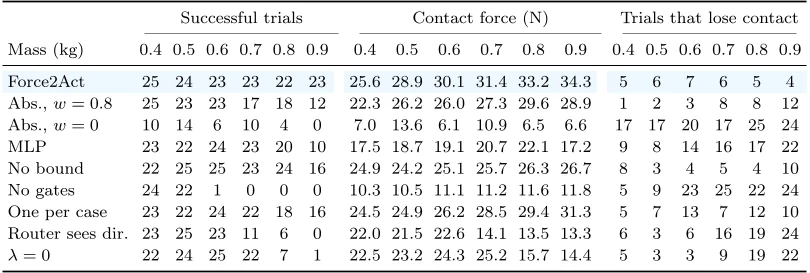 Successful trials Contact force (N) Trials that lose contact
Mass (kg) 0.4 0.5 0.6 0.7 0.8 0.9 0.4 0.5 0.6 0.7 0.8 0.9 0.4 0.5 0.6 0.7 0.8 0.9
Force2Act 25 24 23 23 22 23 25.6 28.9 30.1 31.4 33.2 34.3 5 6 7 6 5 4
Abs., w = 0.8 25 23 23 17 18 12 22.3 26.2 26.0 27.3 29.6 28.9 1 2 3 8 8 12
Abs., w = 0 10 14 6 10 4 0 7.0 13.6 6.1 10.9 6.5 6.6 17 17 20 17 25 24
MLP 23 22 24 23 20 10 17.5 18.7 19.1 20.7 22.1 17.2 9 8 14 16 17 22
No bound 22 25 25 23 24 16 24.9 24.2 25.1 25.7 26.3 26.7 8 3 4 5 4 10
No gates 24 22 1 0 0 0 10.3 10.5 11.1 11.2 11.6 11.8 5 9 23 25 22 24
One per case 23 22 24 22 18 16 24.5 24.9 26.2 28.5 29.4 31.3 5 7 13 7 12 10
Router sees dir. 23 25 23 11 6 0 22.0 21.5 22.6 14.1 13.5 13.3 6 3 6 16 19 24
λ = 0 22 24 25 22 7 1 22.5 23.2 24.3 25.2 15.7 14.4 5 3 3 9 19 22